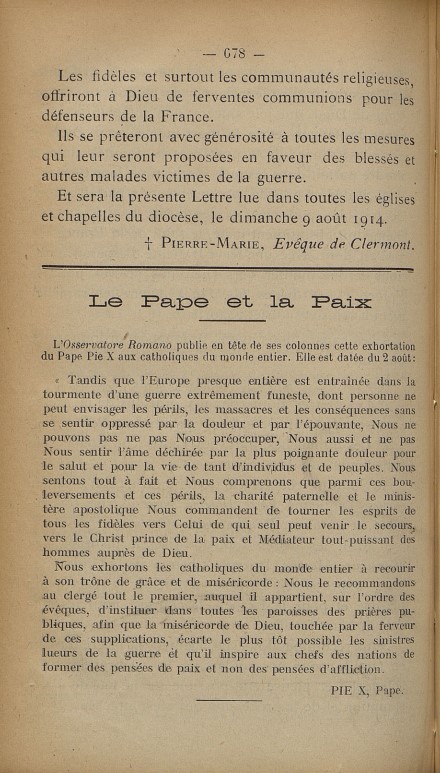 — 678 —
Les fidèles et surtout les communautés religieuses,
offriront à Dieu de ferventes communions pour les
défenseurs de la France.
Ils se prêteront avec générosité à toutes les mesures
qui leur seront proposées en faveur des blessés et
autres malades victimes de la guerre.
Et sera la présente Lettre lue dans toutes les églises
et chapelles du diocèse, le dimanche 9 août 1914.
† PIERRE-MARIE, Evêque de Clermont.
Le Pape et la Paix
L'Osservatore Romano publie en tête de ses colonnes cette exhortation
du Pape Pie X aux catholiques du monde entier. Elle est datée du 2 août:
« Tandis que l'Europe presque entière est entraînée dans la
tourmente d'une guerre extrêmement funeste, dont personne ne
peut envisager les périls, les massacres et les conséquences sans
se sentir oppressé par la douleur et par l'épouvante, Nous ne
pouvons pas ne pas Nous préoccuper, Nous aussi et ne pas
Nous sentir l'âme déchirée par la plus poignante douleur pour
le salut et pour la vie de tant d'individus et de peuples. Nous
sentons tout à fait et Nous comprenons que parmi ces bou-
leversements et ces périls, la charité paternelle et le minis-
tère apostolique Nous commandent de tourner les esprits de
tous les fidèles vers Celui de qui seul peut venir le secours,
vers le Christ prince de la paix et Médiateur tout-puissant des
hommes auprès de Dieu.
Nous exhortons les catholiques du monde entier à recourir
à son trône de grâce et de miséricorde : Nous le recommandons
au clergé tout le premier, auquel il appartient, sur l'ordre des
évêques, d'instituer dans toutes les paroisses des prières pu-
bliques, afin que la miséricorde de Dieu, touchée par la ferveur
de ces supplications, écarte le plus tôt possible les sinistres
lueurs de la guerre et qu'il inspire aux chefs des nations de
former des pensées de paix et non des pensées d'affliction.
PIE X, Pape.